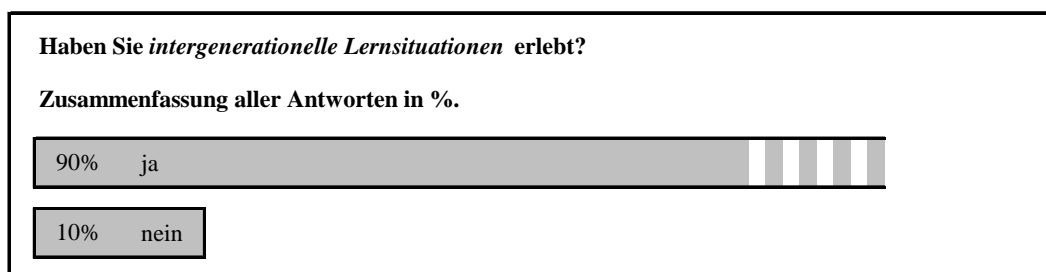 Haben Sie intergenerationelle Lernsituationen erlebt?
Zusammenfassung aller Antworten in %.
90% ja
10% nein